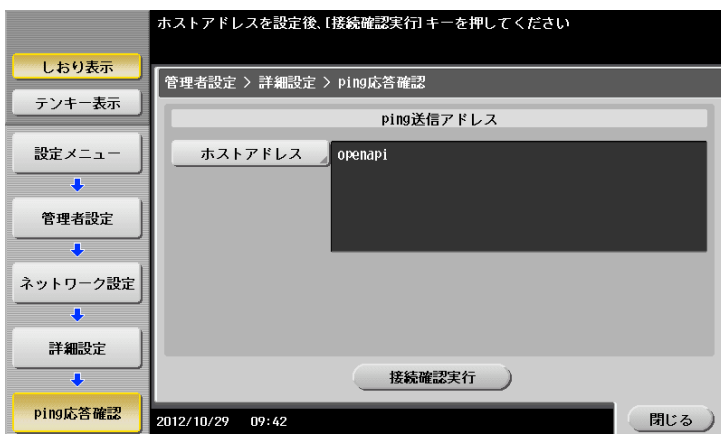 ホストアドレスを設定後、[接続確認実行]キーを押してください
しおり表示
テンキー表示
設定メニュー
管理者設定
ネットワーク設定
詳細設定
ping応答確認
管理者設定 > 詳細設定 > ping応答確認
ping送信アドレス
ホストアドレス openapi
接続確認実行
2012/10/29 09:42
閉じる